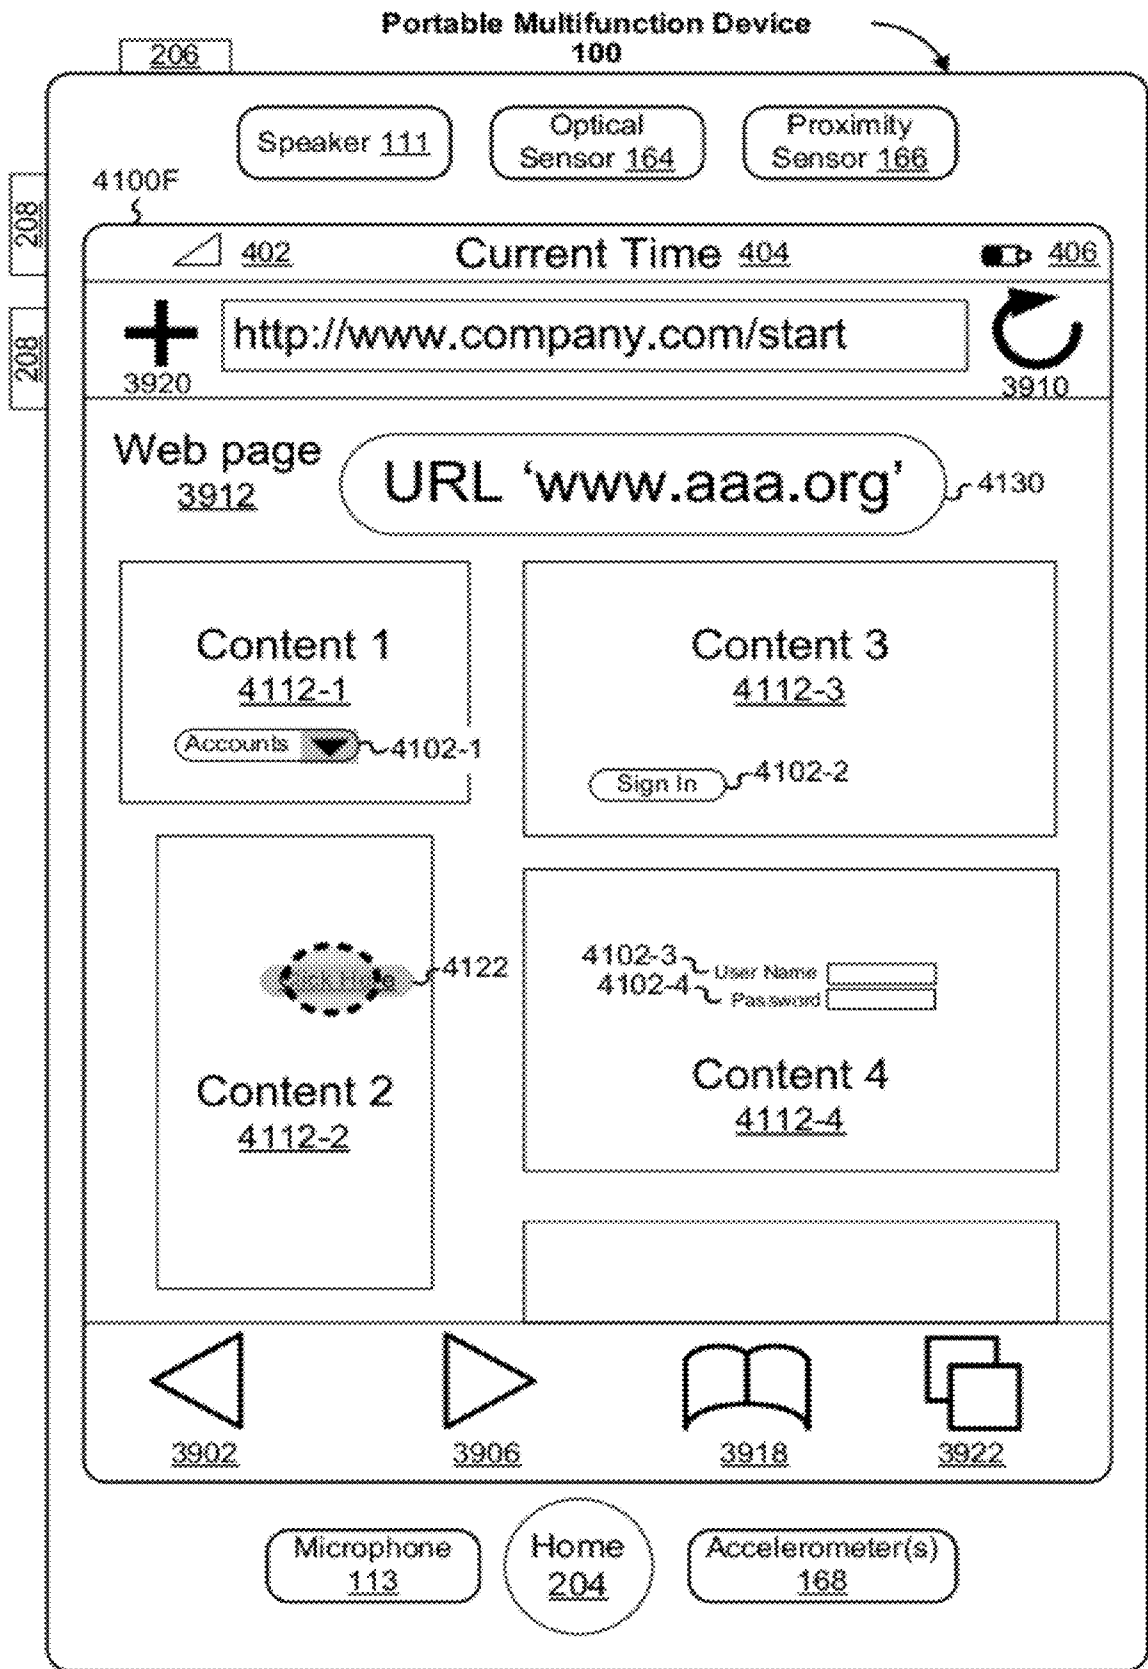 Portable Multifunction Device
100
206
Speaker 111
Optical
Sensor 164
Proximity
Sensor 166
208
4100F
402
Current Time 404
406
208
http://www.company.com/start
3920
3910
Web page
3912
URL ‘www.aaa.org’
4130
Content 1
4112-1
Accounts
4102-1
Content 3
4112-3
Sign In
4102-2
4122
Content 2
4112-2
4102-3
User Name
4102-4
Password
Content 4
4112-4
3902
3906
3918
3922
Microphone
113
Home
204
Accelerometer(s)
168